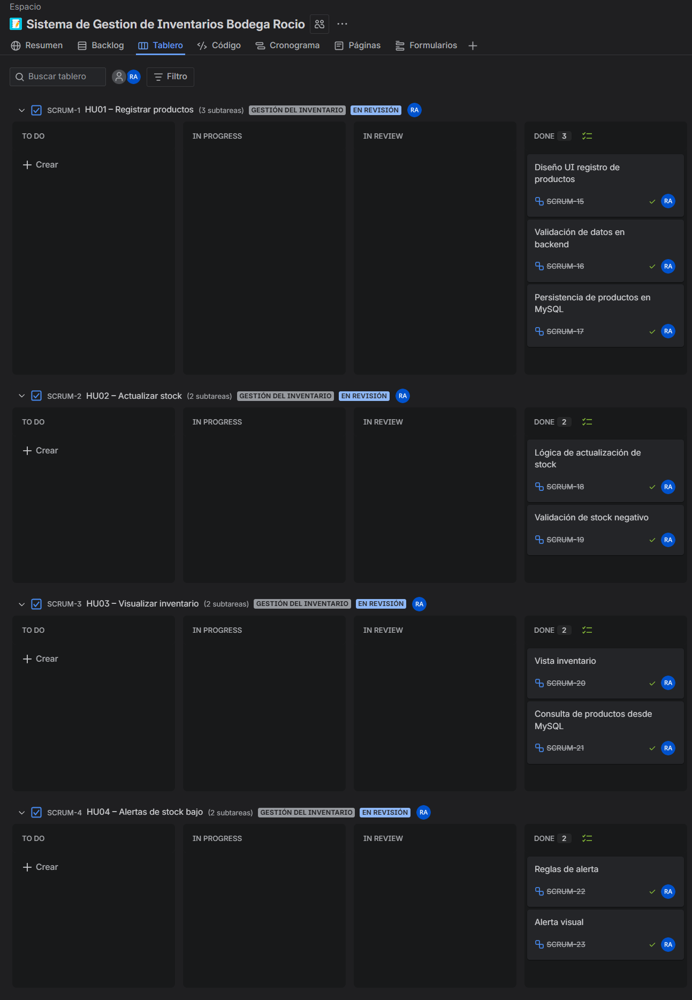 Espacio
Sistema de Gestion de Inventarios Bodega Rocio
Resumen Backlog Tablero Código Cronograma Páginas Formularios
Buscar tablero RA Filtro
SCRUM-1 HU01 – Registrar productos (3 subtareas) GESTIÓN DEL INVENTARIO EN REVISIÓN RA
TO DO IN PROGRESS IN REVIEW DONE 3
Crear
Diseño UI registro de
productos
SCRUM-15 RA
Validación de datos en
backend
SCRUM-16 RA
Persistencia de productos en
MySQL
SCRUM-17 RA
SCRUM-2 HU02 – Actualizar stock (2 subtareas) GESTIÓN DEL INVENTARIO EN REVISIÓN RA
TO DO IN PROGRESS IN REVIEW DONE 2
Crear
Lógica de actualización de
stock
SCRUM-18 RA
Validación de stock negativo
SCRUM-19 RA
SCRUM-3 HU03 – Visualizar inventario (2 subtareas) GESTIÓN DEL INVENTARIO EN REVISIÓN RA
TO DO IN PROGRESS IN REVIEW DONE 2
Crear
Vista inventario
SCRUM-20 RA
Consulta de productos desde
MySQL
SCRUM-21 RA
SCRUM-4 HU04 – Alertas de stock bajo (2 subtareas) GESTIÓN DEL INVENTARIO EN REVISIÓN RA
TO DO IN PROGRESS IN REVIEW DONE 2
Crear
Reglas de alerta
SCRUM-22 RA
Alerta visual
SCRUM-23 RA